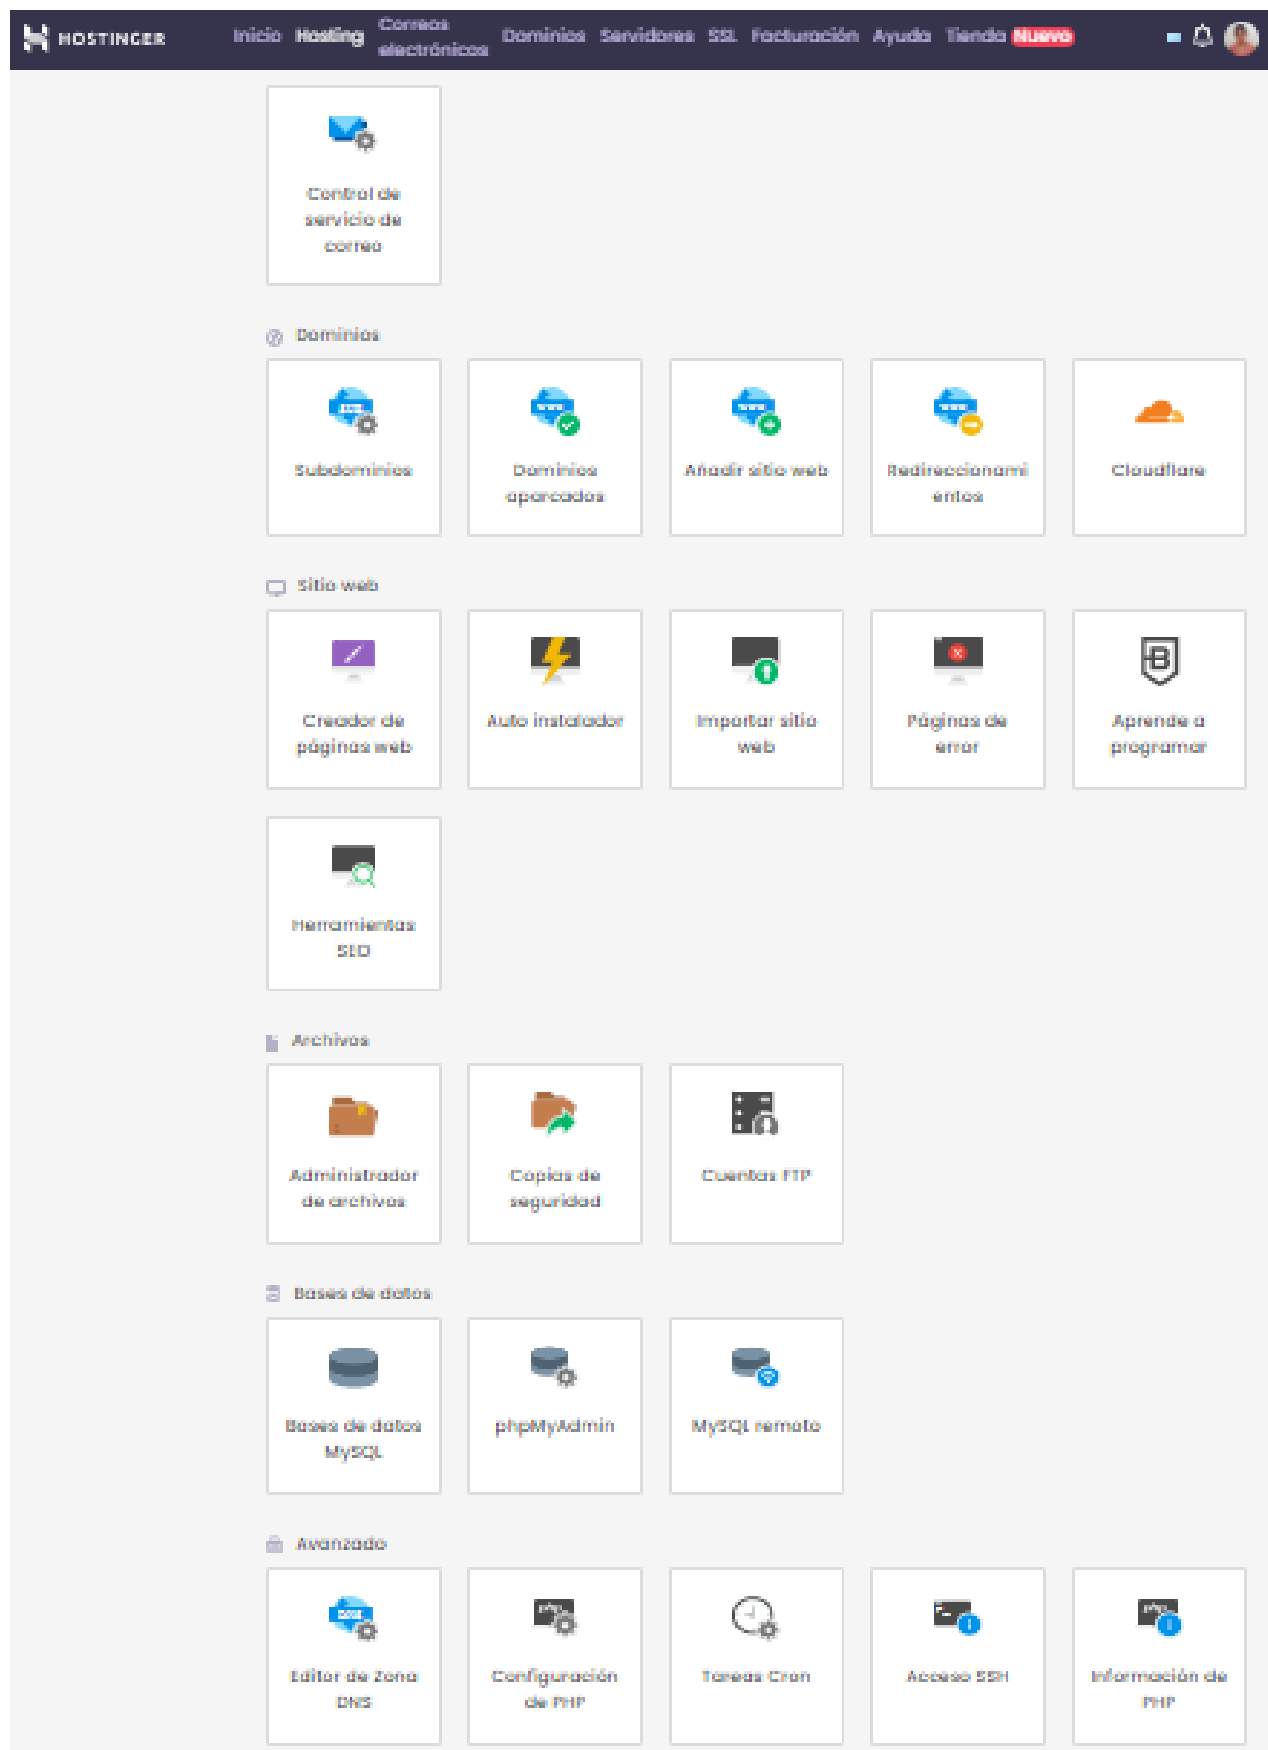 HOSTINGER
Inicio Hosting Correos electrónicos Dominios Servidores SSL Facturación Ayuda Tienda Nuevo
Control de
servicio de
correo
Dominios
Subdominios
Dominios
aparcados
Añadir sitio web
Redireccionami
entos
Cloudflare
Sitio web
Creador de
páginas web
Auto instalador
Importar sitio
web
Páginas de
error
Aprende a
programar
Herramientas
SEO
Archivos
Administrador
de archivos
Copias de
seguridad
Cuentas FTP
Bases de datos
Bases de datos
MySQL
phpMyAdmin
MySQL remoto
Avanzado
Editor de Zona
DNS
Configuración
de PHP
Tareas Cron
Acceso SSH
Información de
PHP